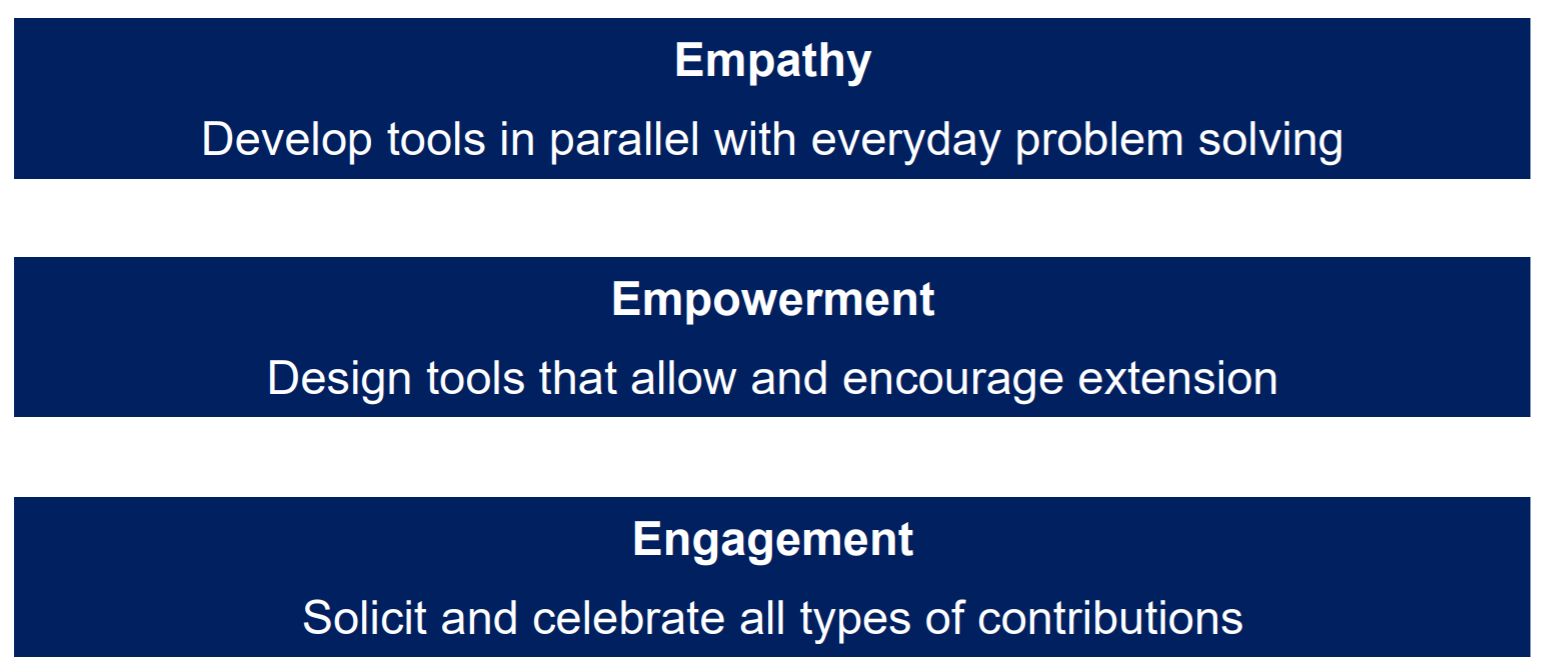 Empathy
Develop tools in parallel with everyday problem solving
Empowerment
Design tools that allow and encourage extension
Engagement
Solicit and celebrate all types of contributions